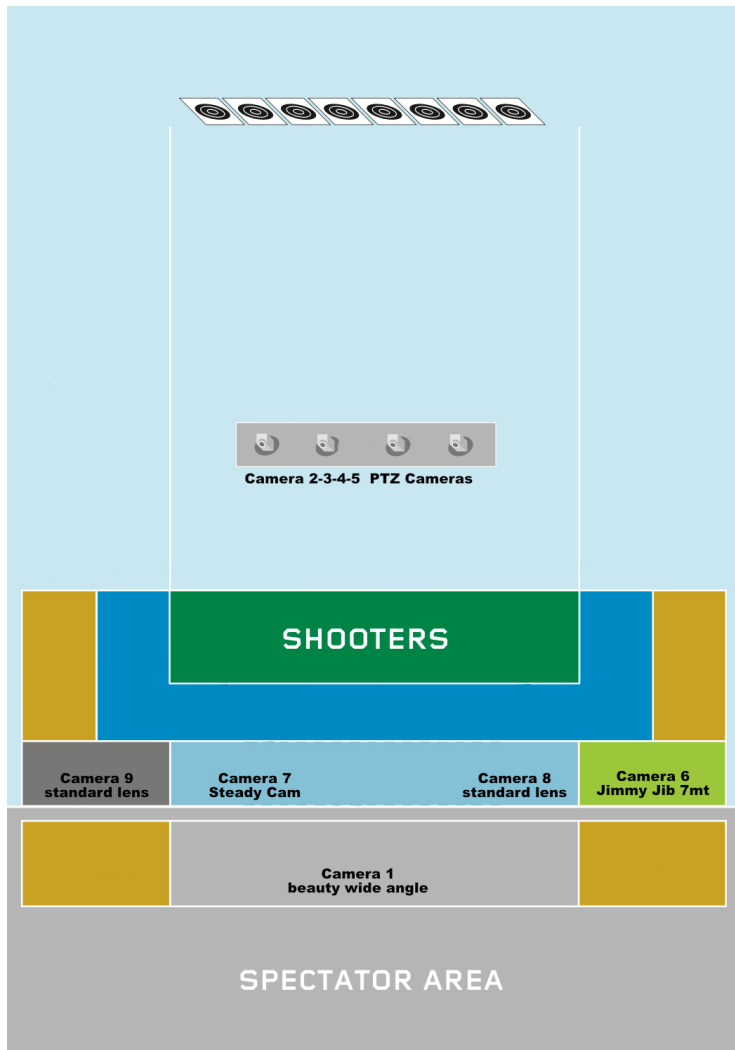 Camera 2-3-4-5 PTZ Cameras
SHOOTERS
Camera 9
standard lens
Camera 7
Steady Cam
Camera 8
standard lens
Camera 6
Jimmy Jib 7mt
Camera 1
beauty wide angle
SPECTATOR AREA